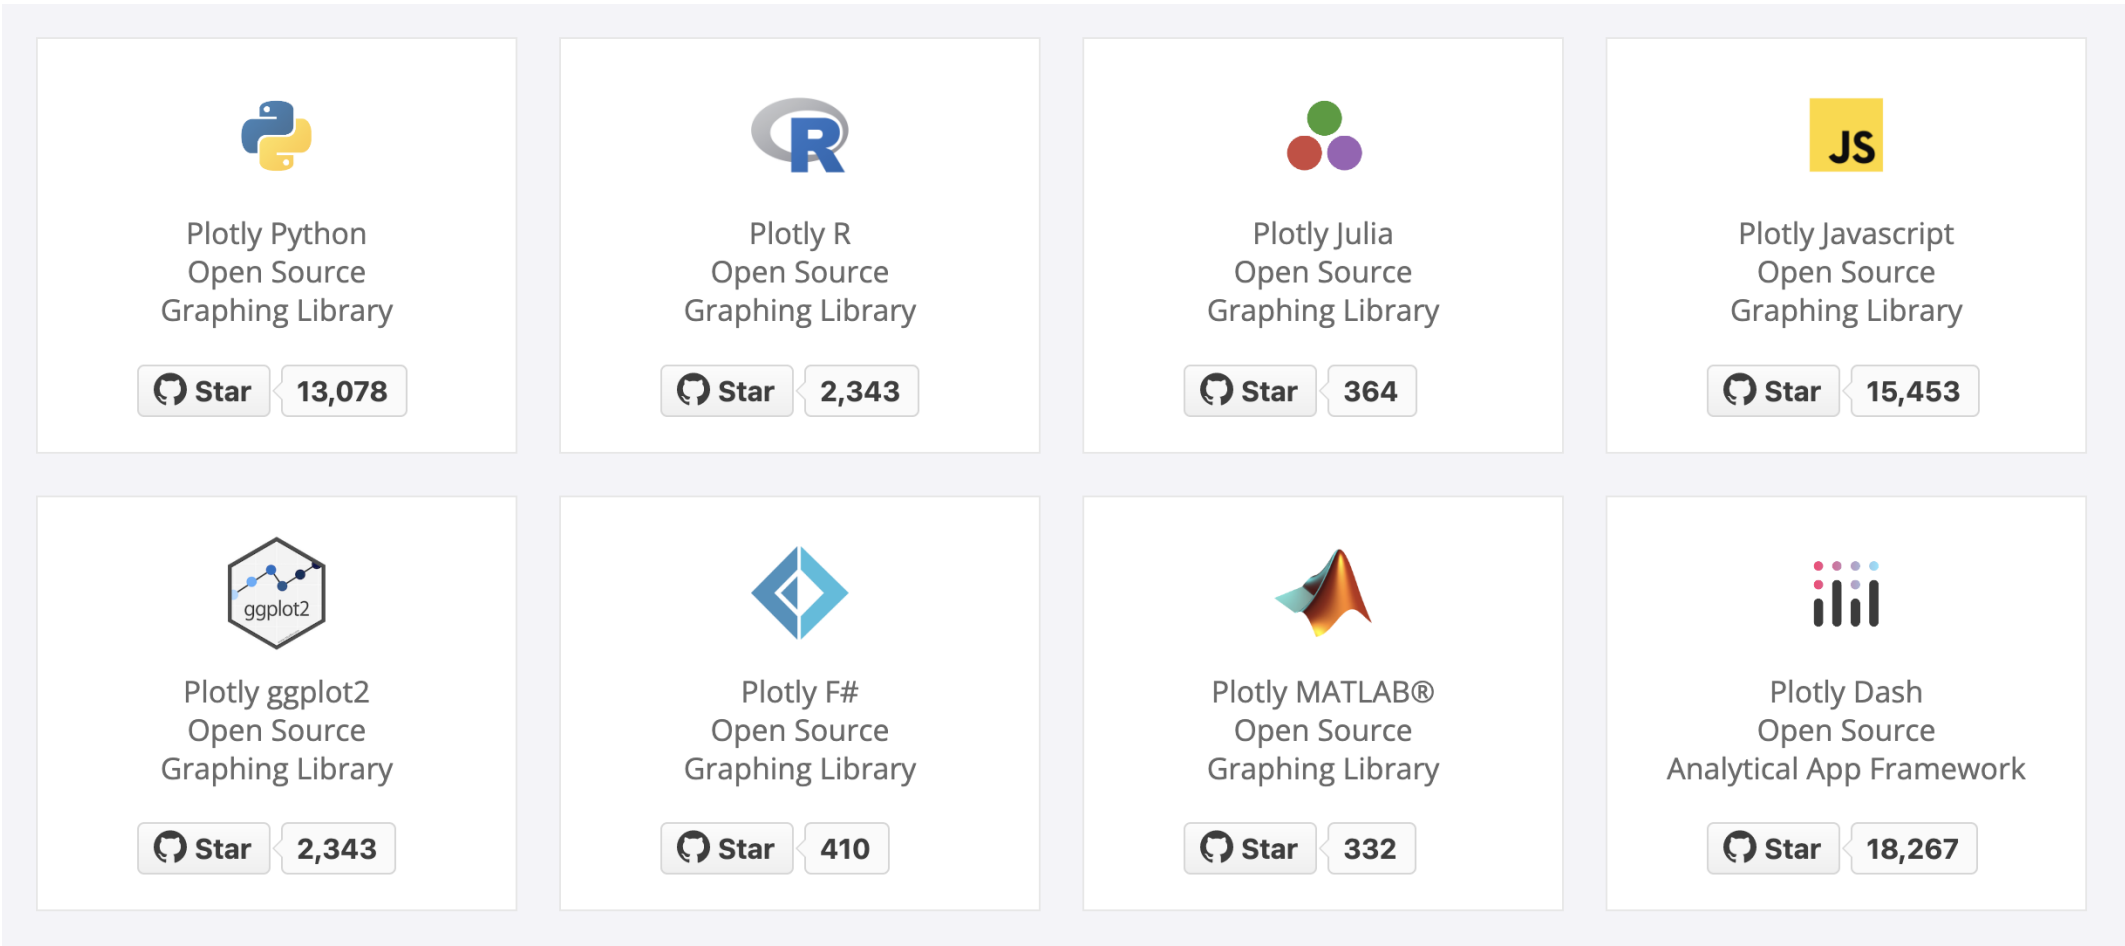 R
JS
Plotly Python
Open Source
Graphing Library
Star 13,078
Plotly R
Open Source
Graphing Library
Star 2,343
Plotly Julia
Open Source
Graphing Library
Star 364
Plotly Javascript
Open Source
Graphing Library
Star 15,453
ggplot2
Plotly ggplot2
Open Source
Graphing Library
Star 2,343
Plotly F#
Open Source
Graphing Library
Star 410
Plotly MATLAB®
Open Source
Graphing Library
Star 332
Plotly Dash
Open Source
Analytical App Framework
Star 18,267